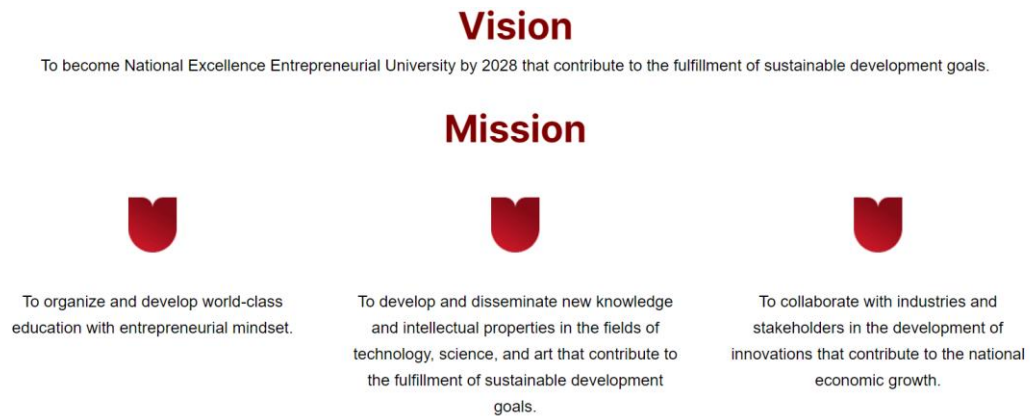 Vision
To become National Excellence Entrepreneurial University by 2028 that contribute to the fulfillment of sustainable development goals.
Mission
To organize and develop world-class
education with entrepreneurial mindset.
To develop and disseminate new knowledge
and intellectual properties in the fields of
technology, science, and art that contribute to
the fulfillment of sustainable development
goals.
To collaborate with industries and
stakeholders in the development of
innovations that contribute to the national
economic growth.